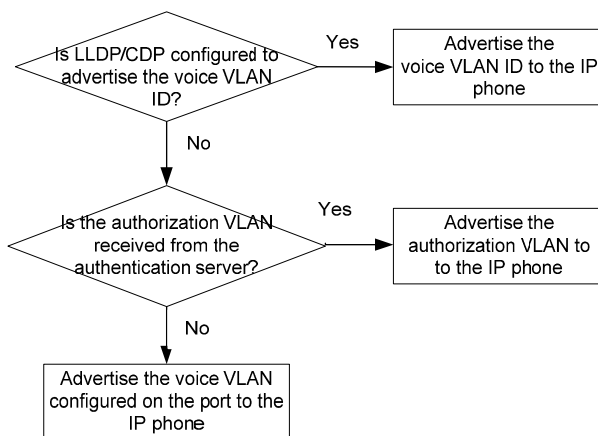 Is LLDP/CDP configured to
advertise the voice VLAN
ID?
Yes
Advertise the
voice VLAN ID to the IP
phone
No
Is the authorization VLAN
received from the
authentication server?
Yes
Advertise the
authorization VLAN to
to the IP phone
No
Advertise the voice VLAN
configured on the port to the
IP phone